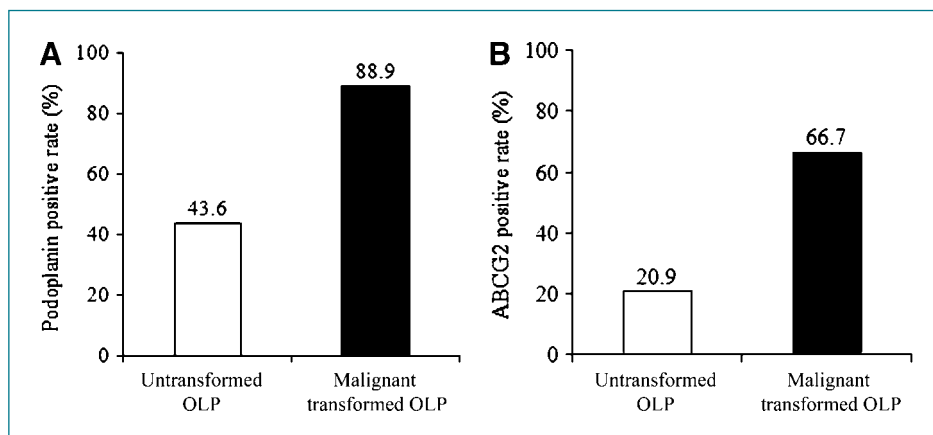 A
Podoplanin positive rate (%)
100
80
60
40
20
0
43.6
88.9
Untransformed
OLP
Malignant
transformed OLP
B
ABCG2 positive rate (%)
100
80
60
40
20
0
20.9
66.7
Untransformed
OLP
Malignant
transformed OLP